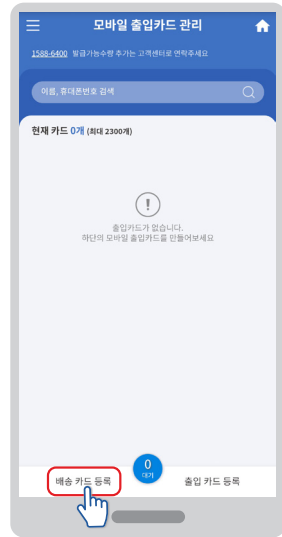 모바일 출입카드 관리
1588-6400 발급가능수량 추가는 고객센터로 연락주세요
이름, 휴대폰번호 검색
현재 카드 0개 (최대 2300개)
출입카드가 없습니다.
하단의 모바일 출입카드를 만들어보세요
배송 카드 등록
0
대기
출입 카드 등록